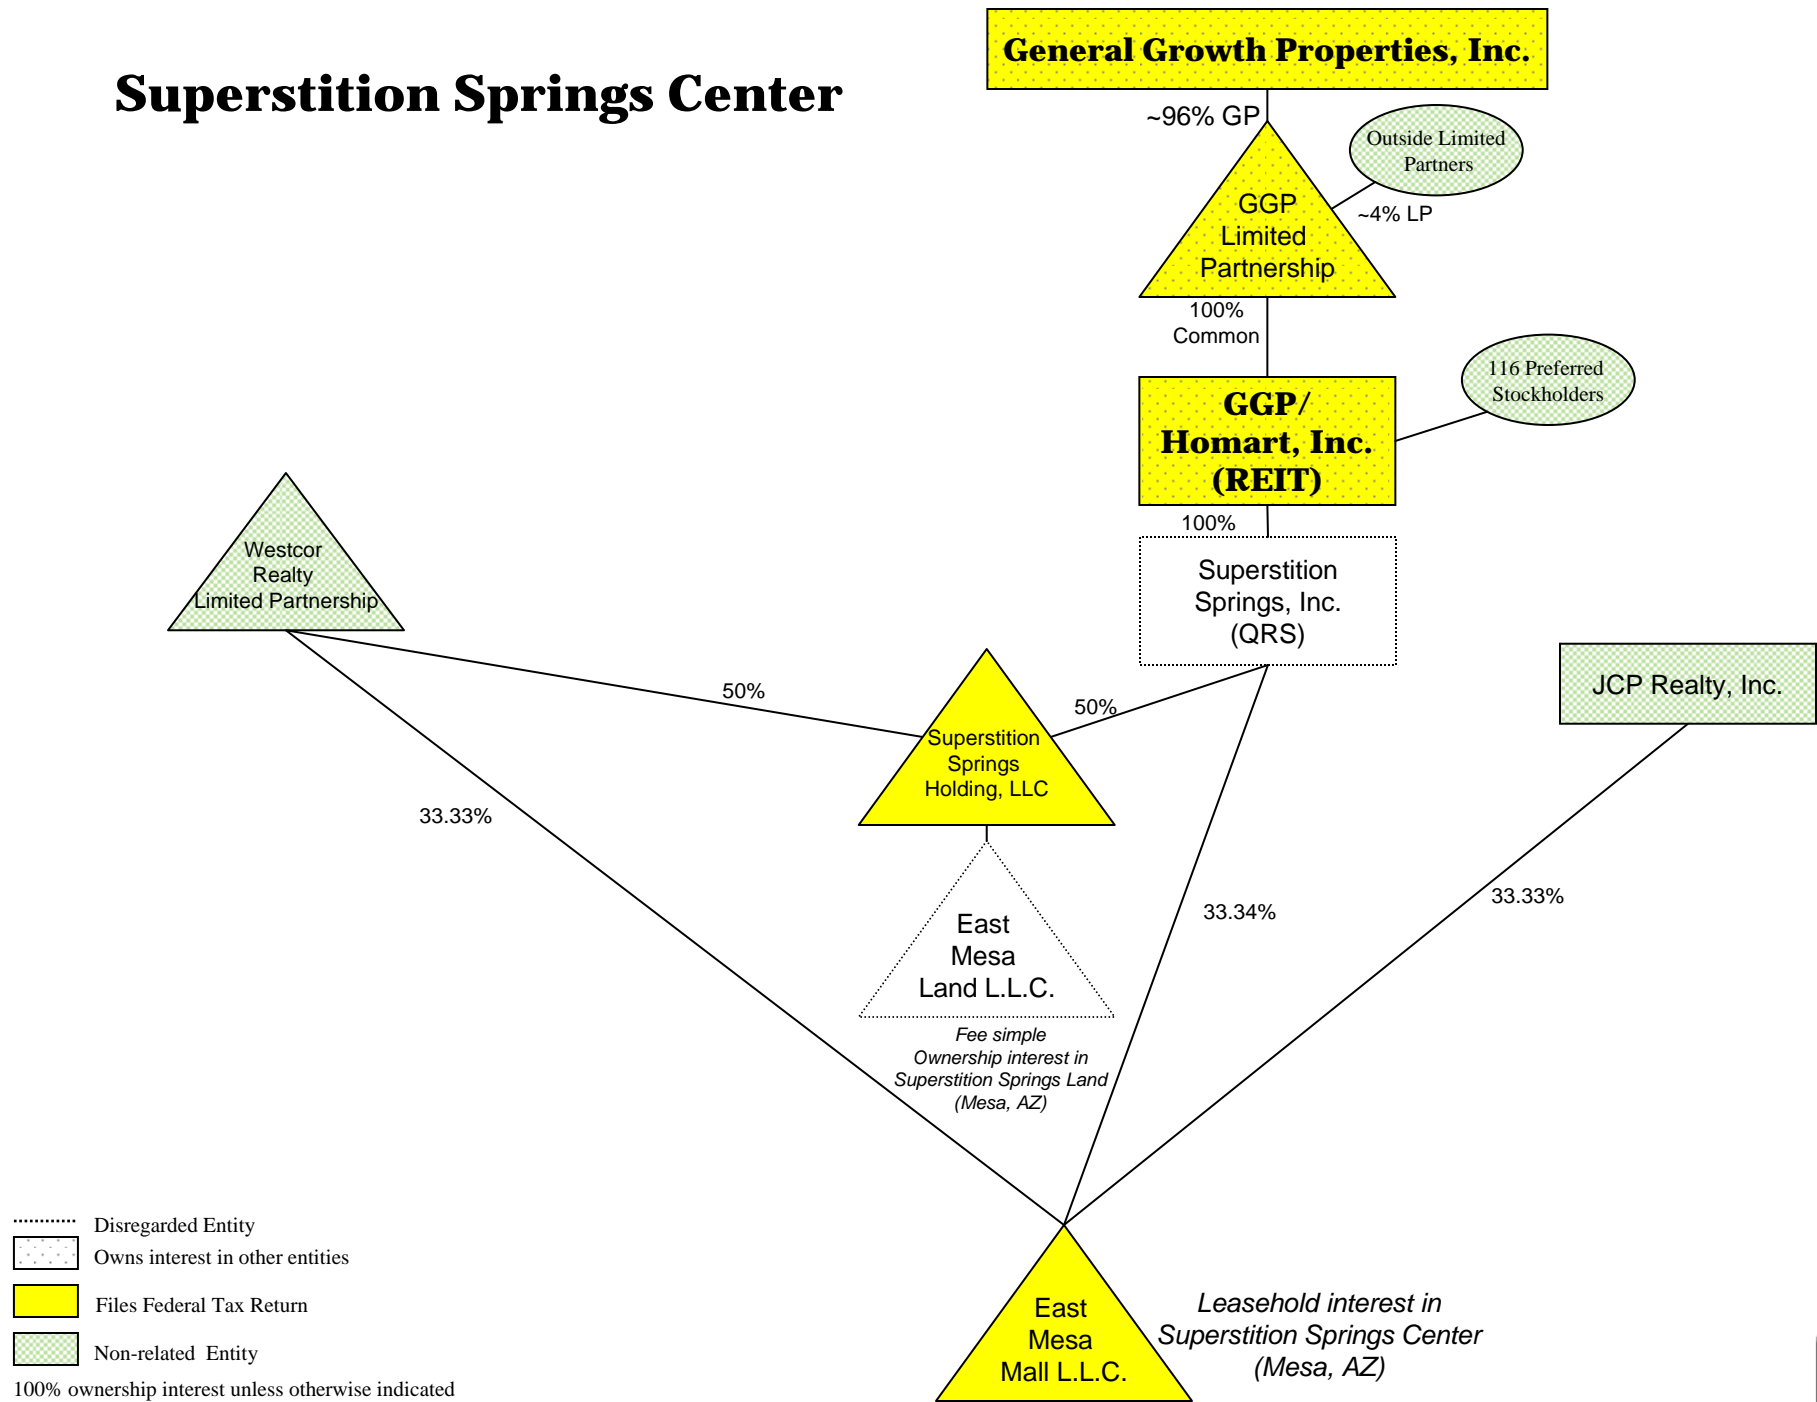 Superstition Springs Center
General Growth Properties, Inc.
~96% GP
Outside Limited
Partners
~4% LP
GGP
Limited
Partnership
100%
Common
116 Preferred
Stockholders
GGP/
Homart, Inc.
(REIT)
100%
Superstition
Springs, Inc.
(QRS)
Westcor
Realty
Limited Partnership
50%
50%
JCP Realty, Inc.
Superstition
Springs
Holding, LLC
33.33%
33.34%
33.33%
East
Mesa
Land L.L.C.
Fee simple
Ownership interest in
Superstition Springs Land
(Mesa, AZ)
East
Mesa
Mall L.L.C.
Leasehold interest in
Superstition Springs Center
(Mesa, AZ)
Disregarded Entity
Owns interest in other entities
Files Federal Tax Return
Non-related Entity
100% ownership interest unless otherwise indicated